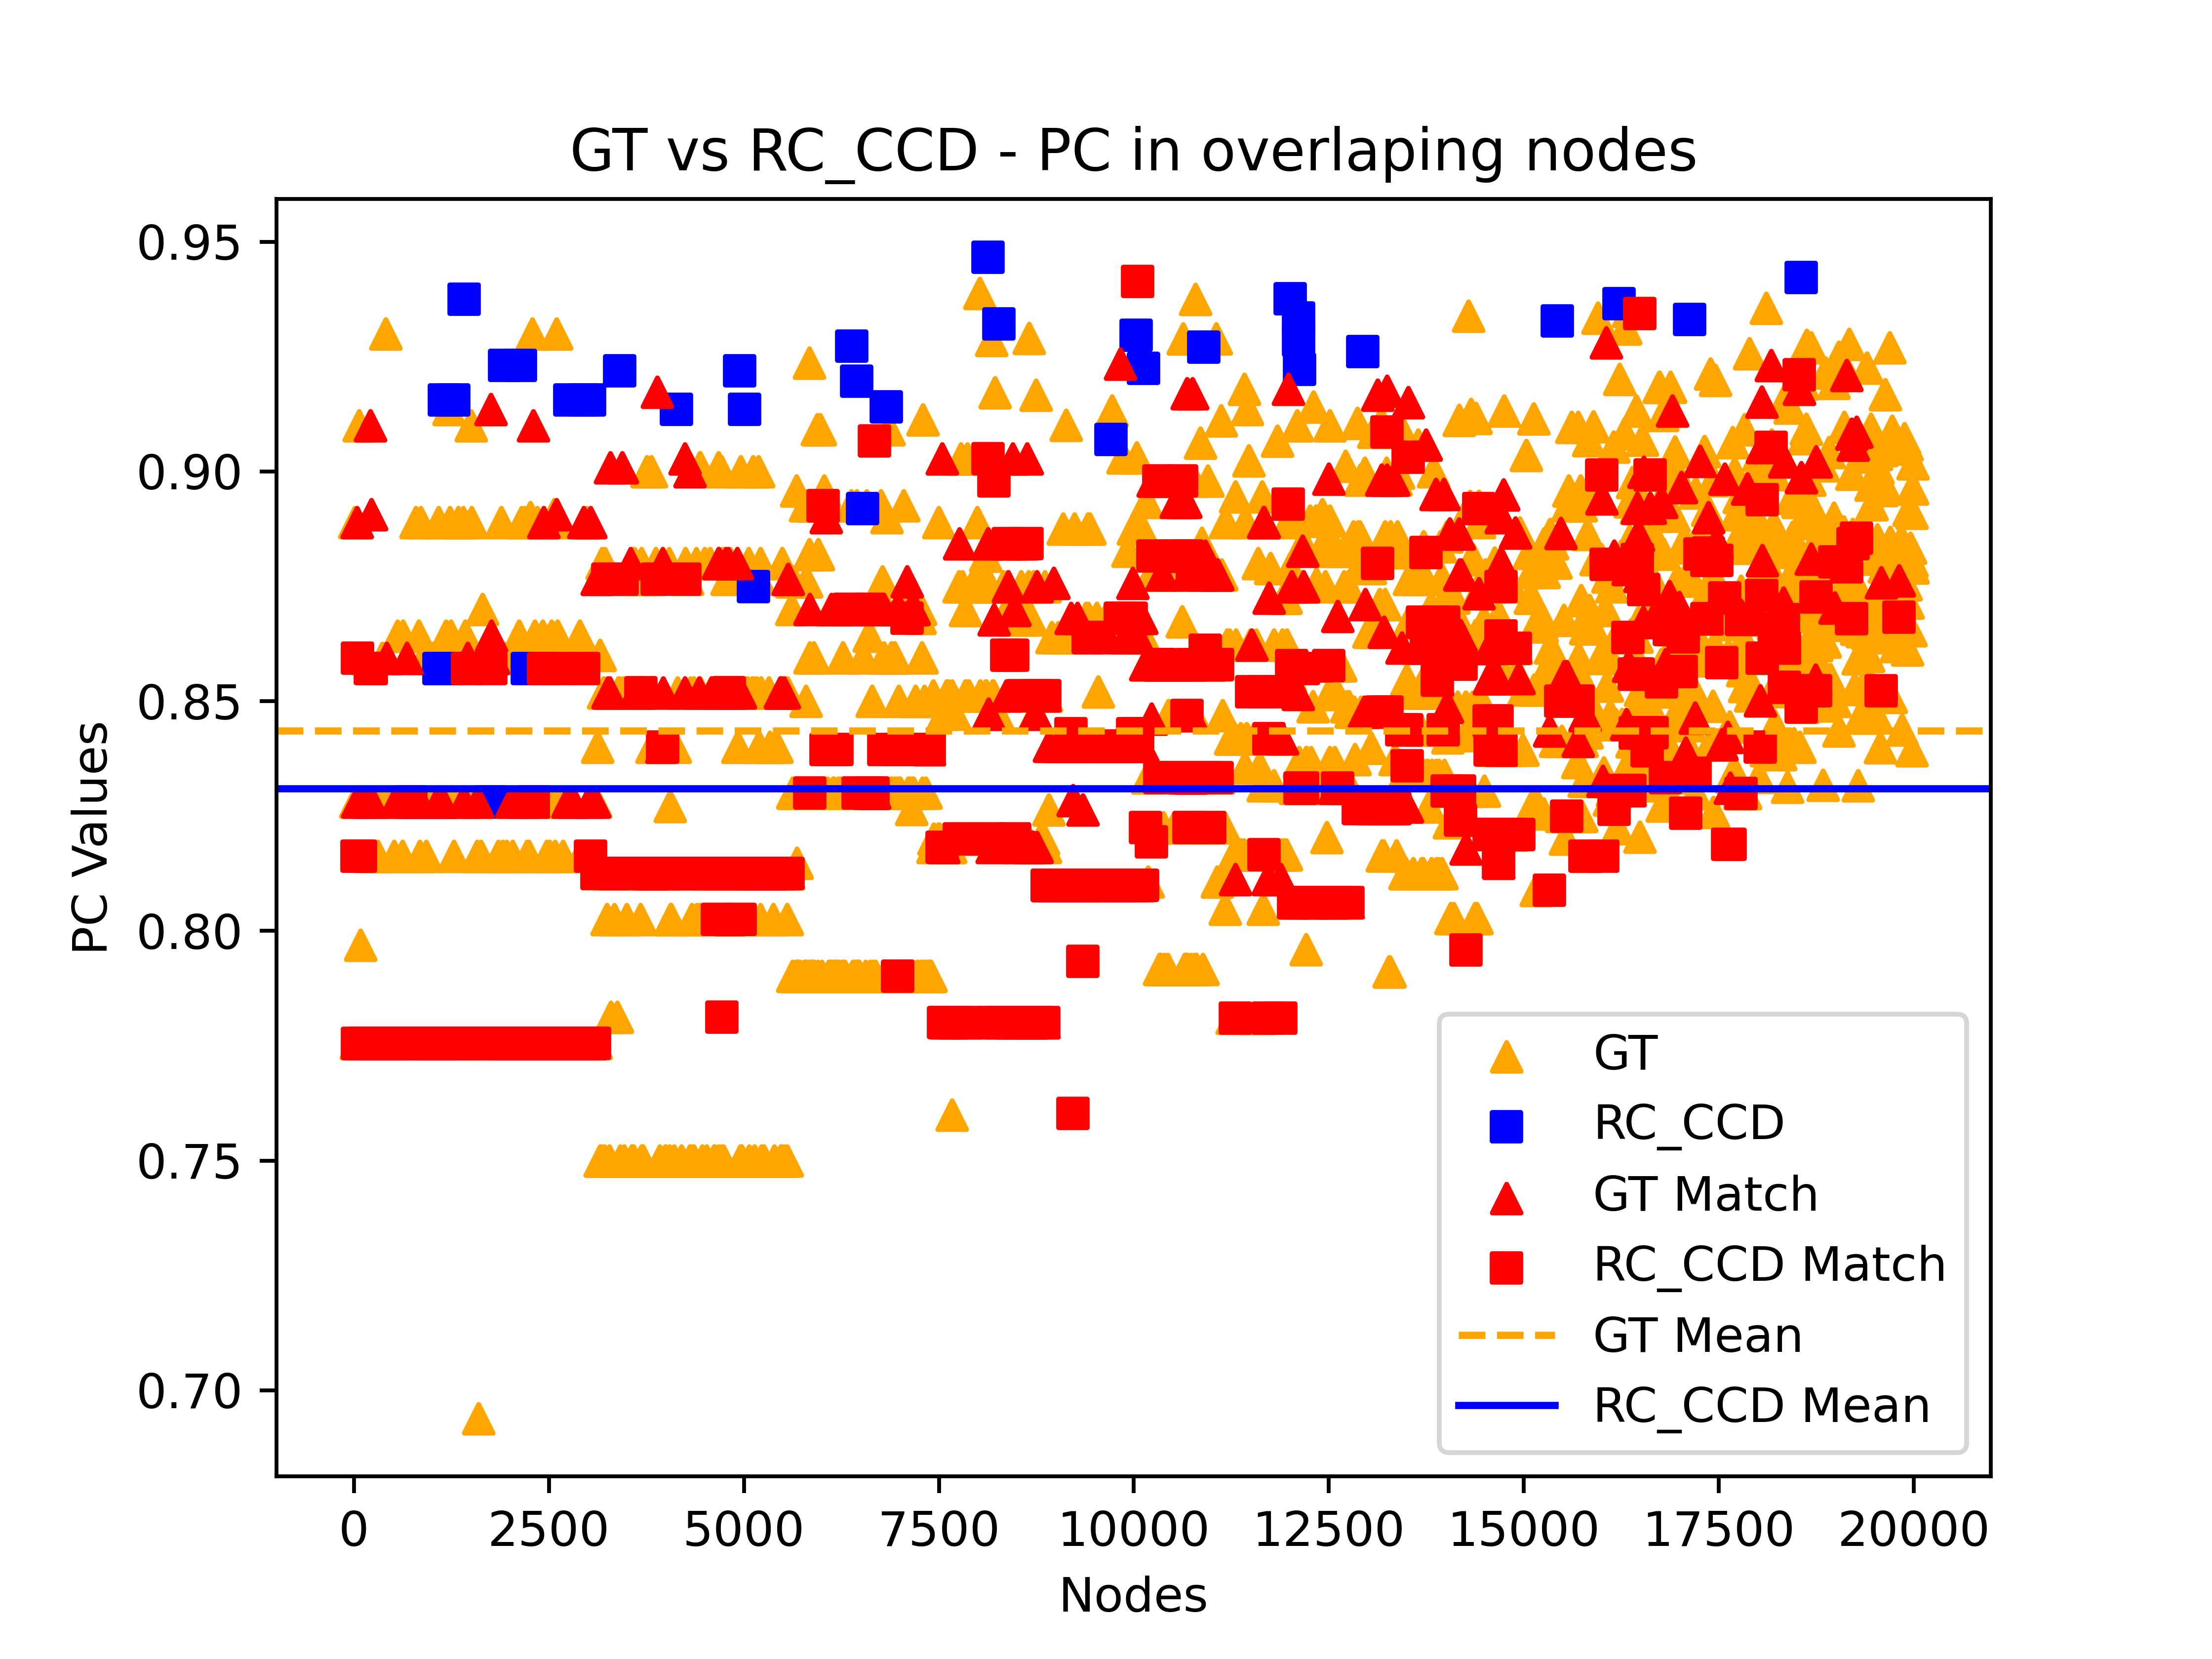 GT vs RC_CCD - PC in overlaping nodes
PC Values
0.95
0.90
0.85
0.80
0.75
0.70
GT
RC_CCD
GT Match
RC_CCD Match
GT Mean
RC_CCD Mean
0 2500 5000 7500 10000 12500 15000 17500 20000
Nodes